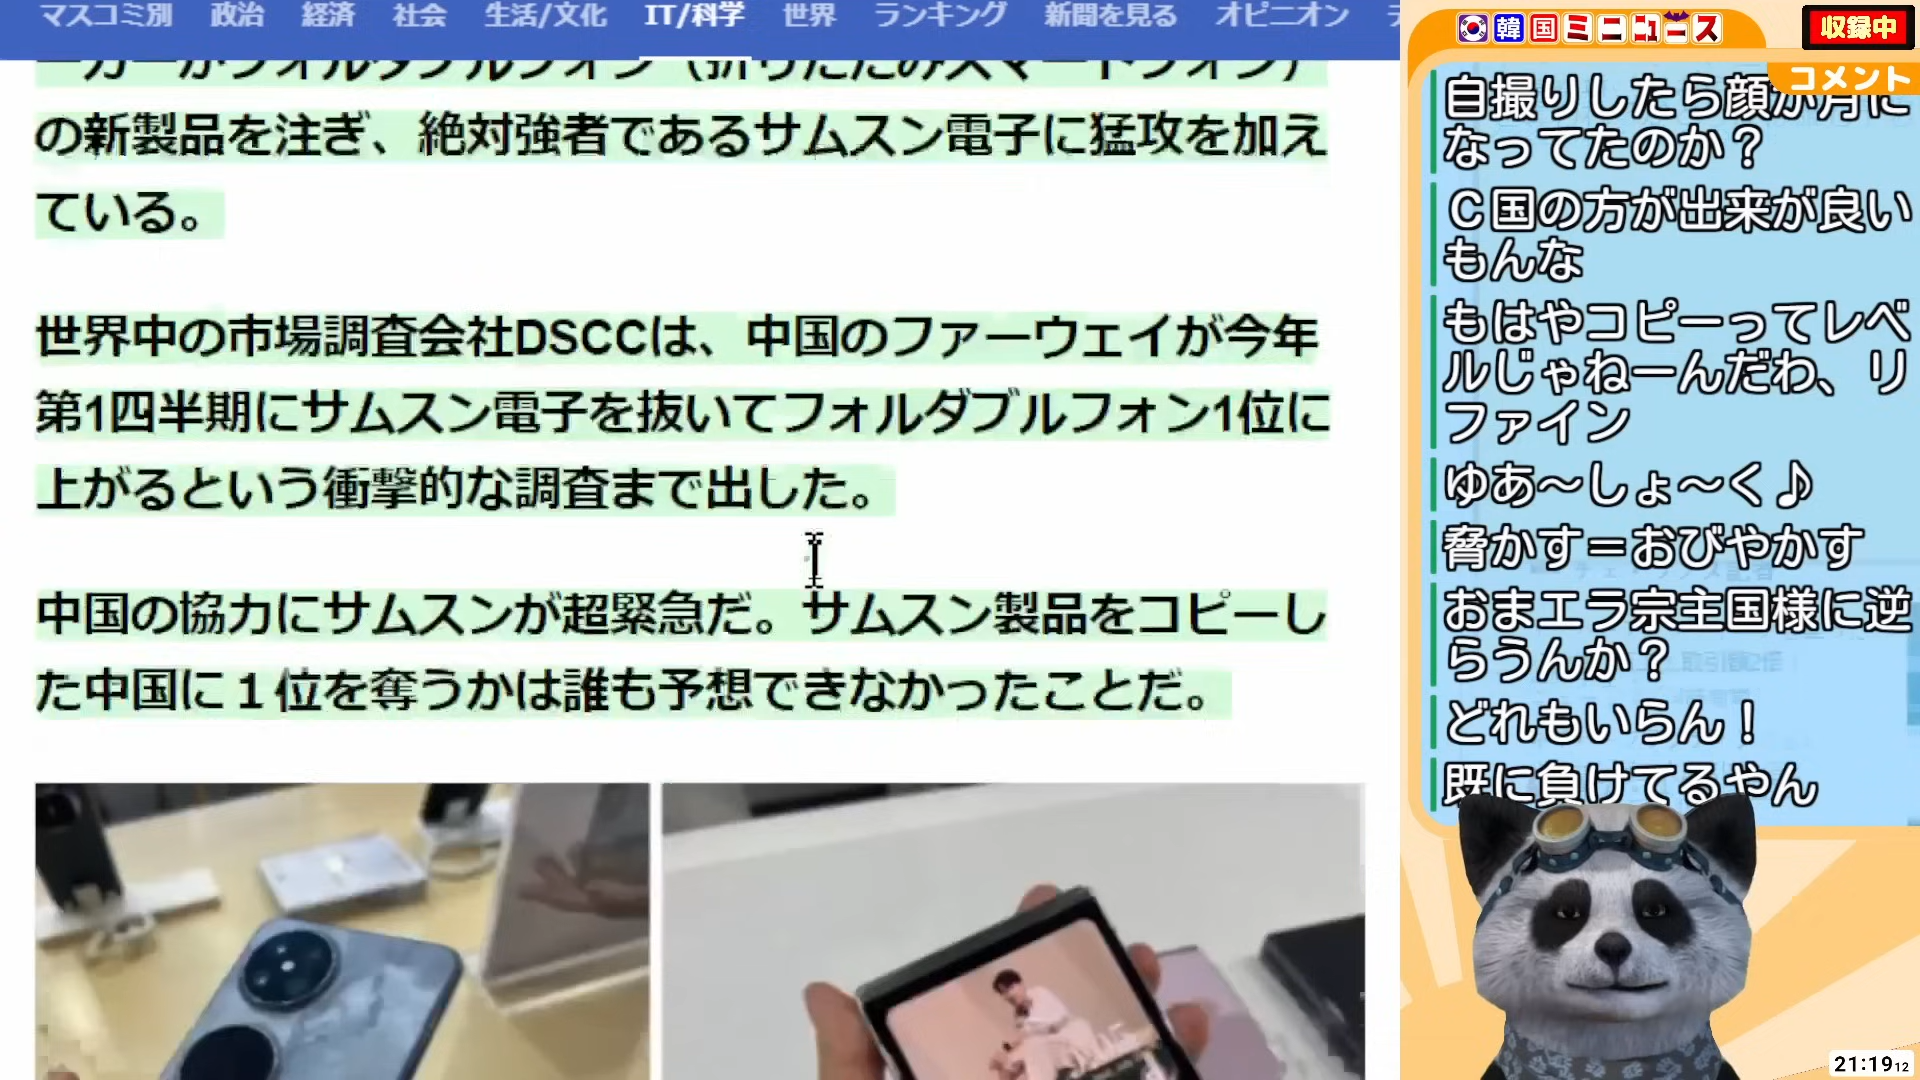 マスコミ別 政治 経済 社会 生活/文化 IT/科学 世界 ランキング 新聞を見る オピニオン
の新製品を注ぎ、絶対強者であるサムスン電子に猛攻を加え
ている。
世界中の市場調査会社DSCCは、中国のファーウェイが今年
第1四半期にサムスン電子を抜いてフォルダブルフォン1位に
上がるという衝撃的な調査まで出した。
中国の協力にサムスンが超緊急だ。サムスン製品をコピーし
た中国に１位を奪うかは誰も予想できなかったことだ。
韓国ミニニュース
収録中
コメント
自撮りしたら顔が月に
なってたのか？
Ｃ国の方が出来が良い
もんな
もはやコピーってレベ
ルじゃねーんだわ、リ
ファイン
ゆあ～しょ～く♪
脅かす＝おびやかす
おまエラ宗主国様に逆
らうんか？
どれもいらん！
既に負けてるやん
21:19 12